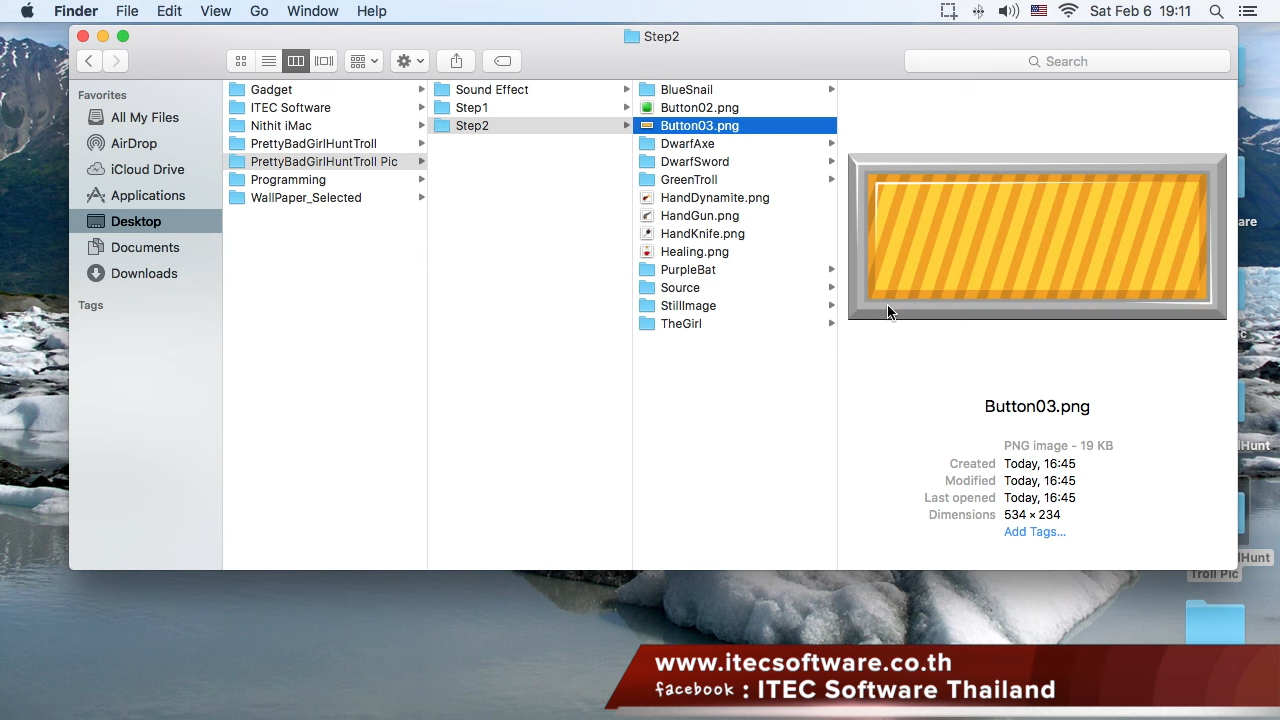 Finder File Edit View Go Window Help Sat Feb 6 19:11
Step2
Search
Favorites
All My Files
AirDrop
iCloud Drive
Applications
Desktop
Documents
Downloads
Tags
Gadget
ITEC Software
Nithit iMac
PrettyBadGirlHuntTroll
PrettyBadGirlHuntTroll Pic
Programming
WallPaper_Selected
Sound Effect
Step1
Step2
BlueSnail
Button02.png
Button03.png
DwarfAxe
DwarfSword
GreenTroll
HandDynamite.png
HandGun.png
HandKnife.png
Healing.png
PurpleBat
Source
StillImage
TheGirl
Button03.png
PNG image - 19 KB
Created Today, 16:45
Modified Today, 16:45
Last opened Today, 16:45
Dimensions 534 × 234
Add Tags...
Troll Pic
www.itecsoftware.co.th
facebook : ITEC Software Thailand